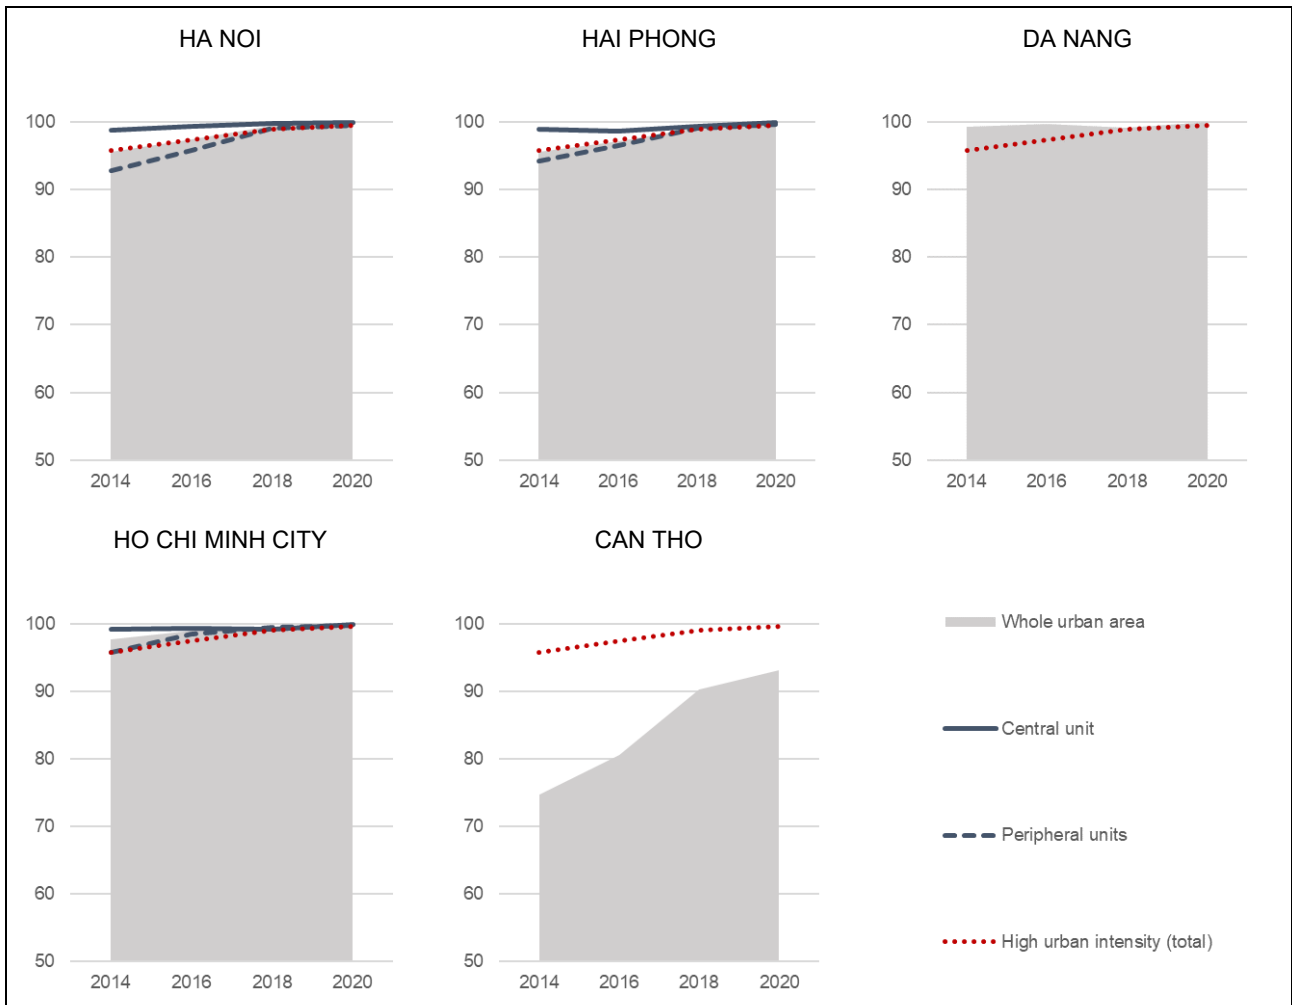 HA NOI
100
90
80
70
60
50
2014 2016 2018 2020
HAI PHONG
100
90
80
70
60
50
2014 2016 2018 2020
DA NANG
100
90
80
70
60
50
2014 2016 2018 2020
HO CHI MINH CITY
100
90
80
70
60
50
2014 2016 2018 2020
CAN THO
100
90
80
70
60
50
2014 2016 2018 2020
Whole urban area
Central unit
Peripheral units
High urban intensity (total)